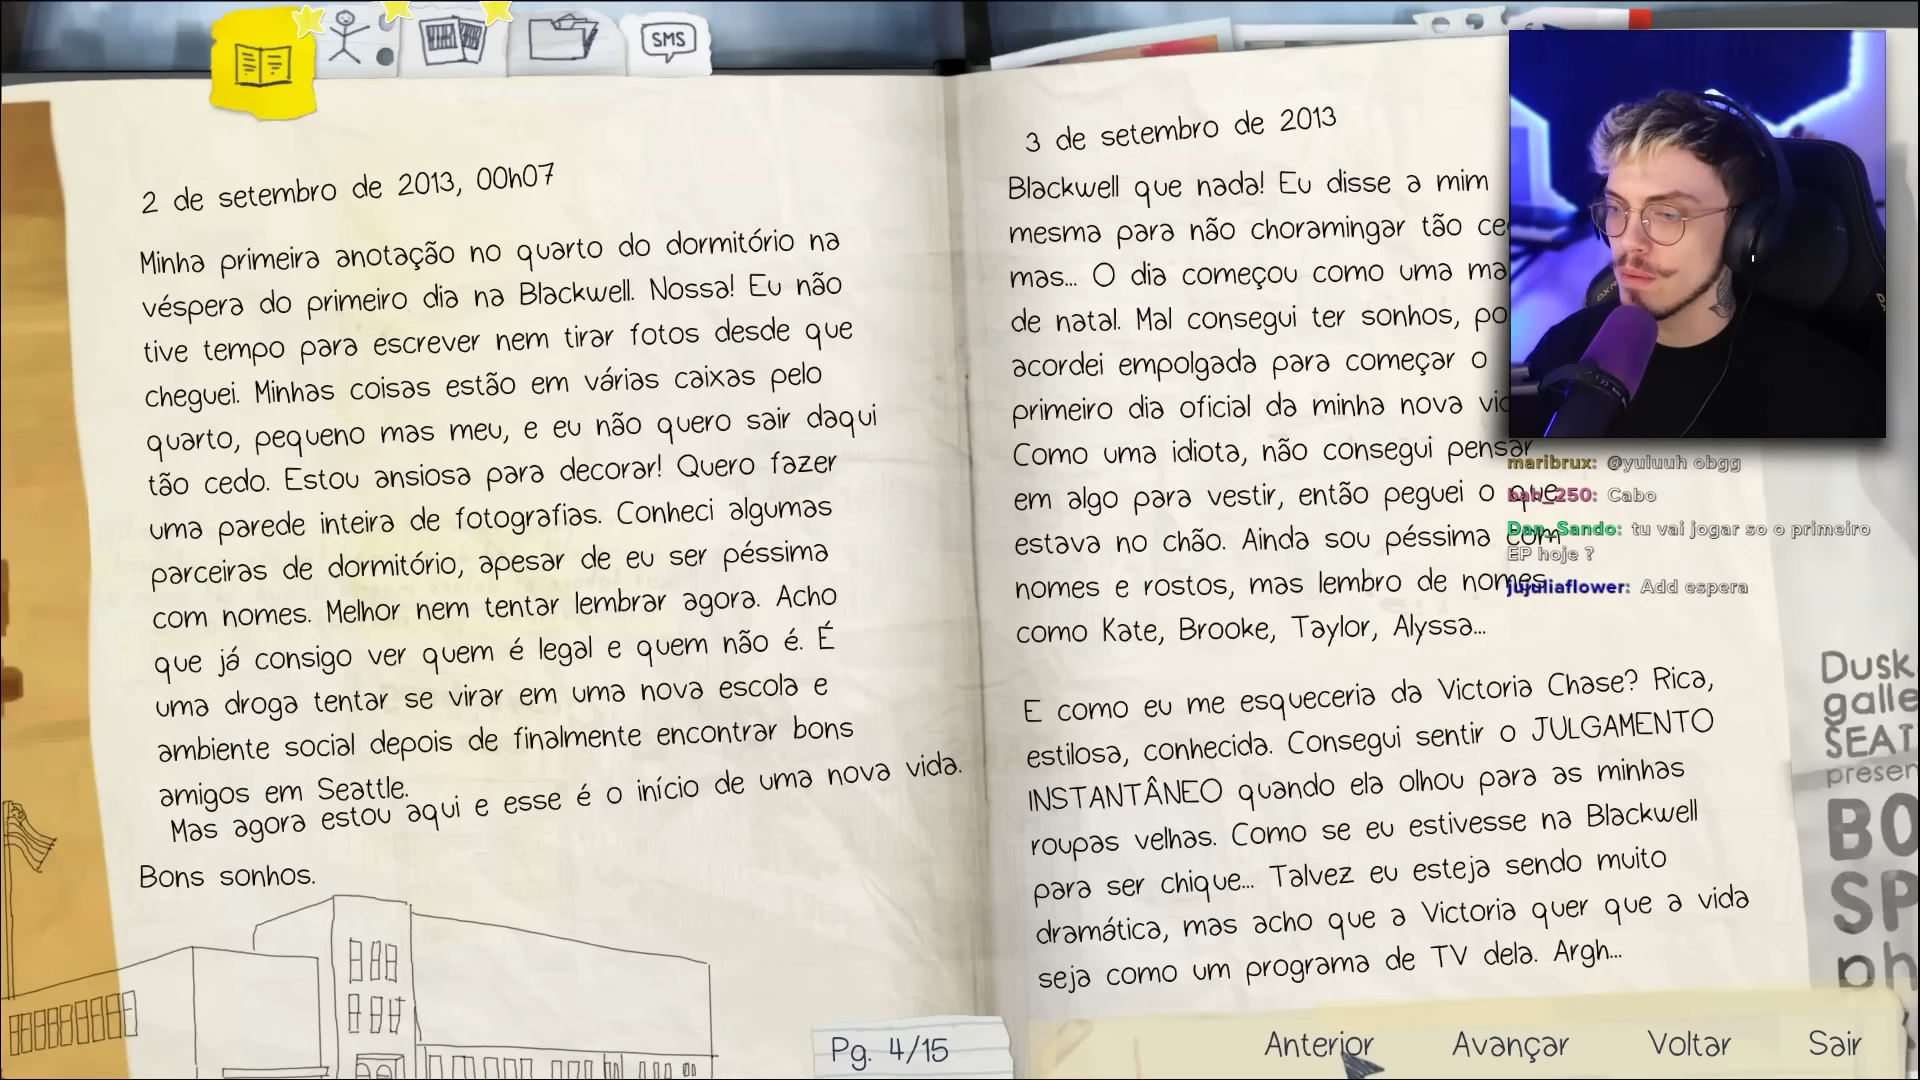 SMS
2 de setembro de 2013, 00h07
Minha primeira anotação no quarto do dormitório na
véspera do primeiro dia na Blackwell. Nossa! Eu não
tive tempo para escrever nem tirar fotos desde que
cheguei. Minhas coisas estão em várias caixas pelo
quarto, pequeno mas meu, e eu não quero sair daqui
tão cedo. Estou ansiosa para decorar! Quero fazer
uma parede inteira de fotografias. Conheci algumas
parceiras de dormitório, apesar de eu ser péssima
com nomes. Melhor nem tentar lembrar agora. Acho
que já consigo ver quem é legal e quem não é. É
uma droga tentar se virar em uma nova escola e
ambiente social depois de finalmente encontrar bons
amigos em Seattle.
Mas agora estou aqui e esse é o início de uma nova vida.
Bons sonhos.
3 de setembro de 2013
Blackwell que nada! Eu disse a mim
mesma para não choramingar tão ce
mas... O dia começou como uma ma
de natal. Mal consegui ter sonhos, po
acordei empolgada para começar o
primeiro dia oficial da minha nova vid
Como uma idiota, não consegui pensar
em algo para vestir, então peguei o que
estava no chão. Ainda sou péssima com
nomes e rostos, mas lembro de nomes
como Kate, Brooke, Taylor, Alyssa...
E como eu me esqueceria da Victoria Chase? Rica,
estilosa, conhecida. Consegui sentir o JULGAMENTO
INSTANTÂNEO quando ela olhou para as minhas
roupas velhas. Como se eu estivesse na Blackwell
para ser chique... Talvez eu esteja sendo muito
dramática, mas acho que a Victoria quer que a vida
seja como um programa de TV dela. Argh...
maribrux: @yuluuh obgg
bah_250: Cabo
Dan_Sando: tu vai jogar so o primeiro
EP hoje ?
jujuliaflower: Add espera
Dusk
galle
SEAT
presen
BO
SP
ph
Pg. 4/15
Anterior Avançar Voltar Sair